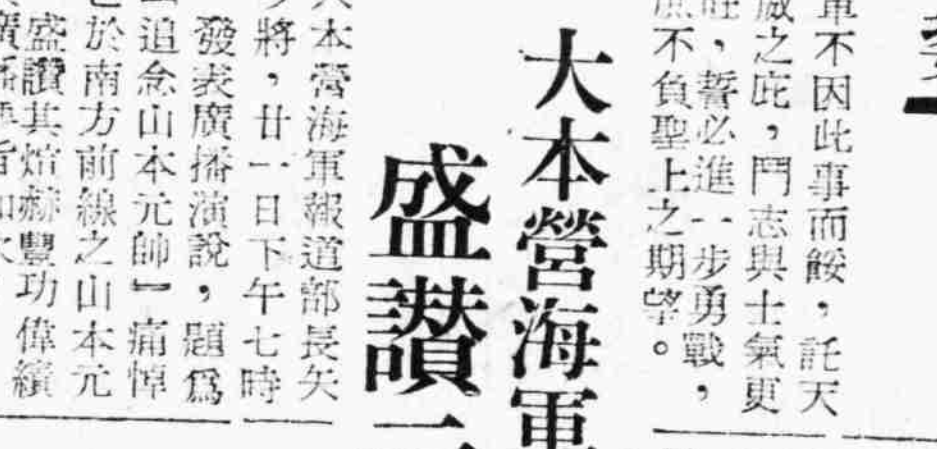 軍不因此事而餒，託天
威之庇，鬥志與士氣更
旺，誓必進一步勇戰，
庶不負聖上之期望。
大本營海軍
盛讚元
大本營海軍報道部長矢
將，廿一日下午七時
發表廣播演說，題爲
追念山本元帥』痛悼
於南方前線之山本元
盛讚其煊赫豐功偉績